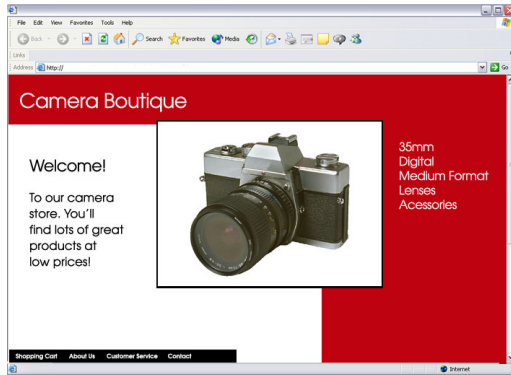 File Edit View Favorites Tools Help
Back Search Favorites Media
Links
Address http:// Go
Camera Boutique
Welcome!
To our camera
store. You'll
find lots of great
products at
low prices!
35mm
Digital
Medium Format
Lenses
Acessories
Shopping Cart About Us Customer Service Contact
Internet